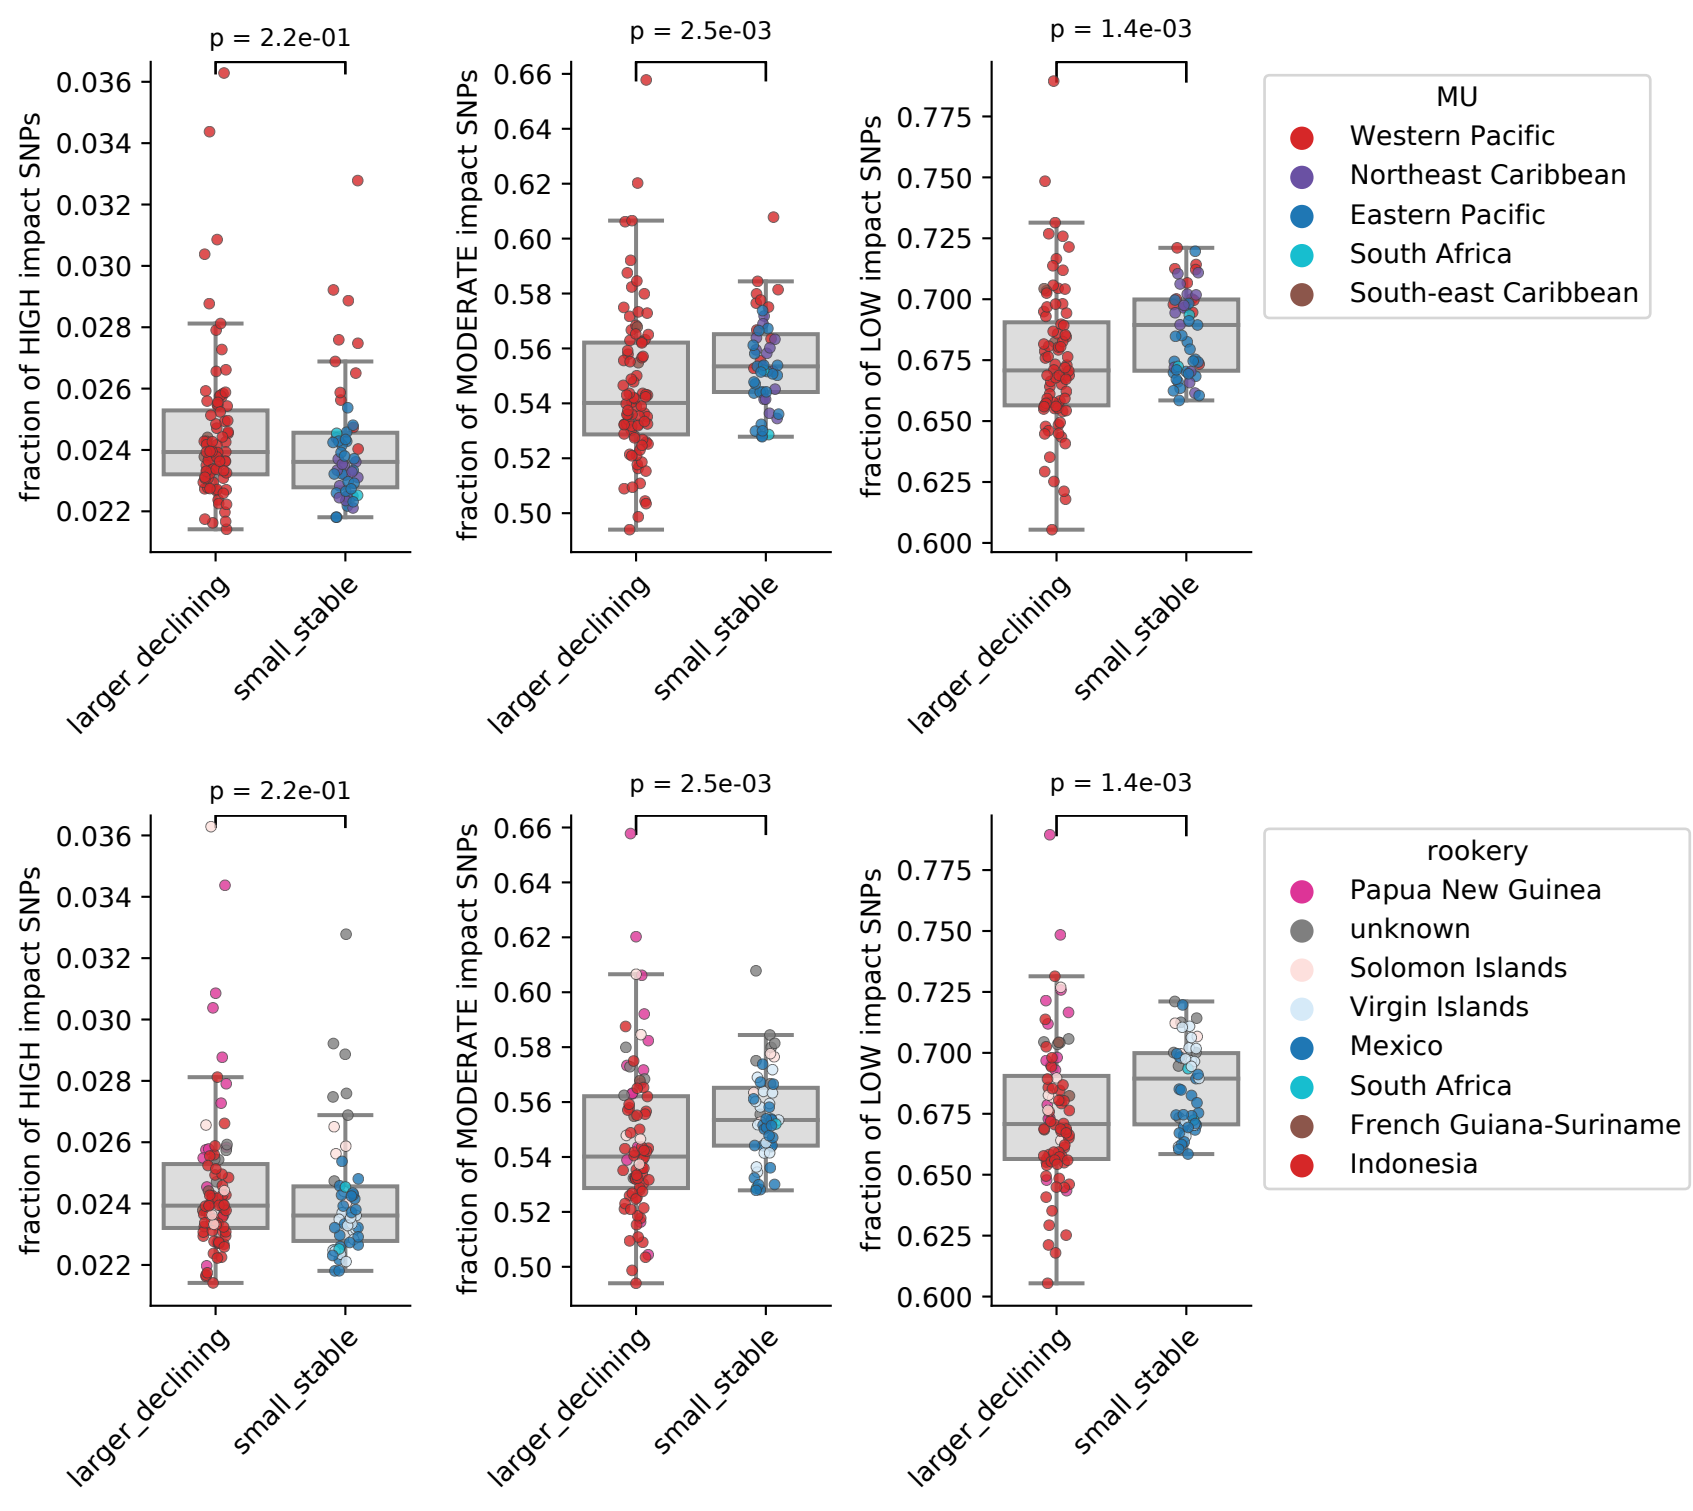 p = 2.2e-01
fraction of HIGH impact SNPs
0.036
0.034
0.032
0.030
0.028
0.026
0.024
0.022
larger_declining
small_stable
p = 2.5e-03
fraction of MODERATE impact SNPs
0.66
0.64
0.62
0.60
0.58
0.56
0.54
0.52
0.50
larger_declining
small_stable
p = 1.4e-03
fraction of LOW impact SNPs
0.775
0.750
0.725
0.700
0.675
0.650
0.625
0.600
larger_declining
small_stable
MU
Western Pacific
Northeast Caribbean
Eastern Pacific
South Africa
South-east Caribbean
p = 2.2e-01
fraction of HIGH impact SNPs
0.036
0.034
0.032
0.030
0.028
0.026
0.024
0.022
larger_declining
small_stable
p = 2.5e-03
fraction of MODERATE impact SNPs
0.66
0.64
0.62
0.60
0.58
0.56
0.54
0.52
0.50
larger_declining
small_stable
p = 1.4e-03
fraction of LOW impact SNPs
0.775
0.750
0.725
0.700
0.675
0.650
0.625
0.600
larger_declining
small_stable
rookery
Papua New Guinea
unknown
Solomon Islands
Virgin Islands
Mexico
South Africa
French Guiana-Suriname
Indonesia